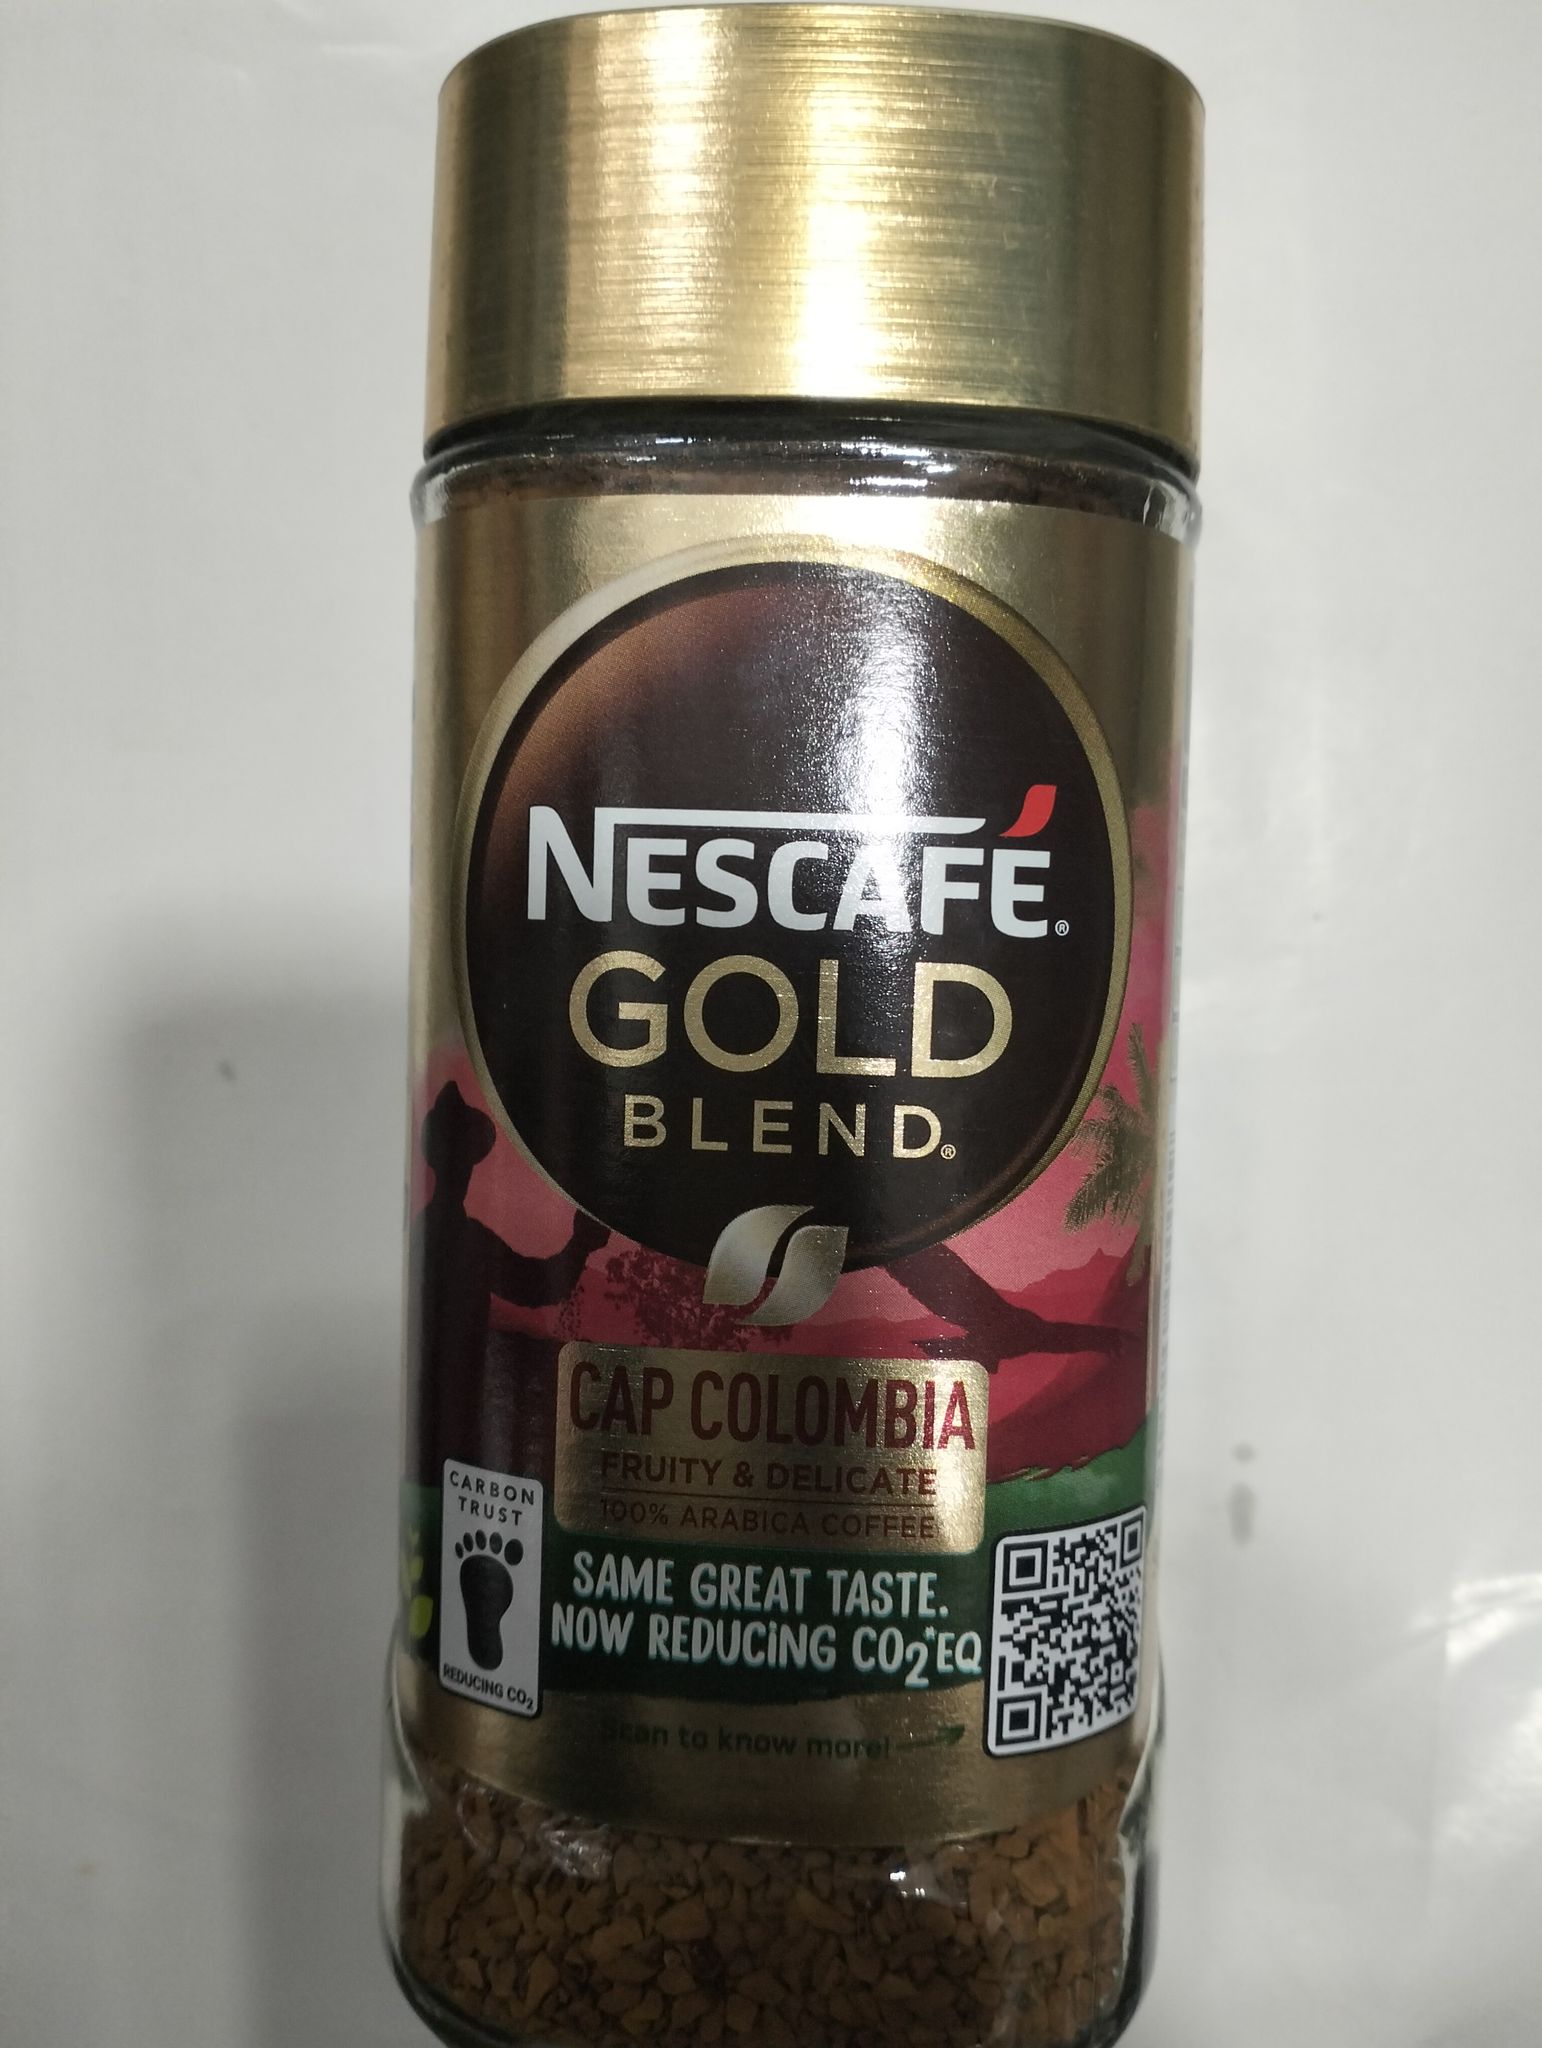 NESCAFÉ®
GOLD
BLEND®
CAP COLOMBIA
FRUITY & DELICATE
100% ARABICA COFFEE
CARBON
TRUST
REDUCING CO₂
SAME GREAT TASTE.
NOW REDUCING CO₂*EQ
Scan to know more!